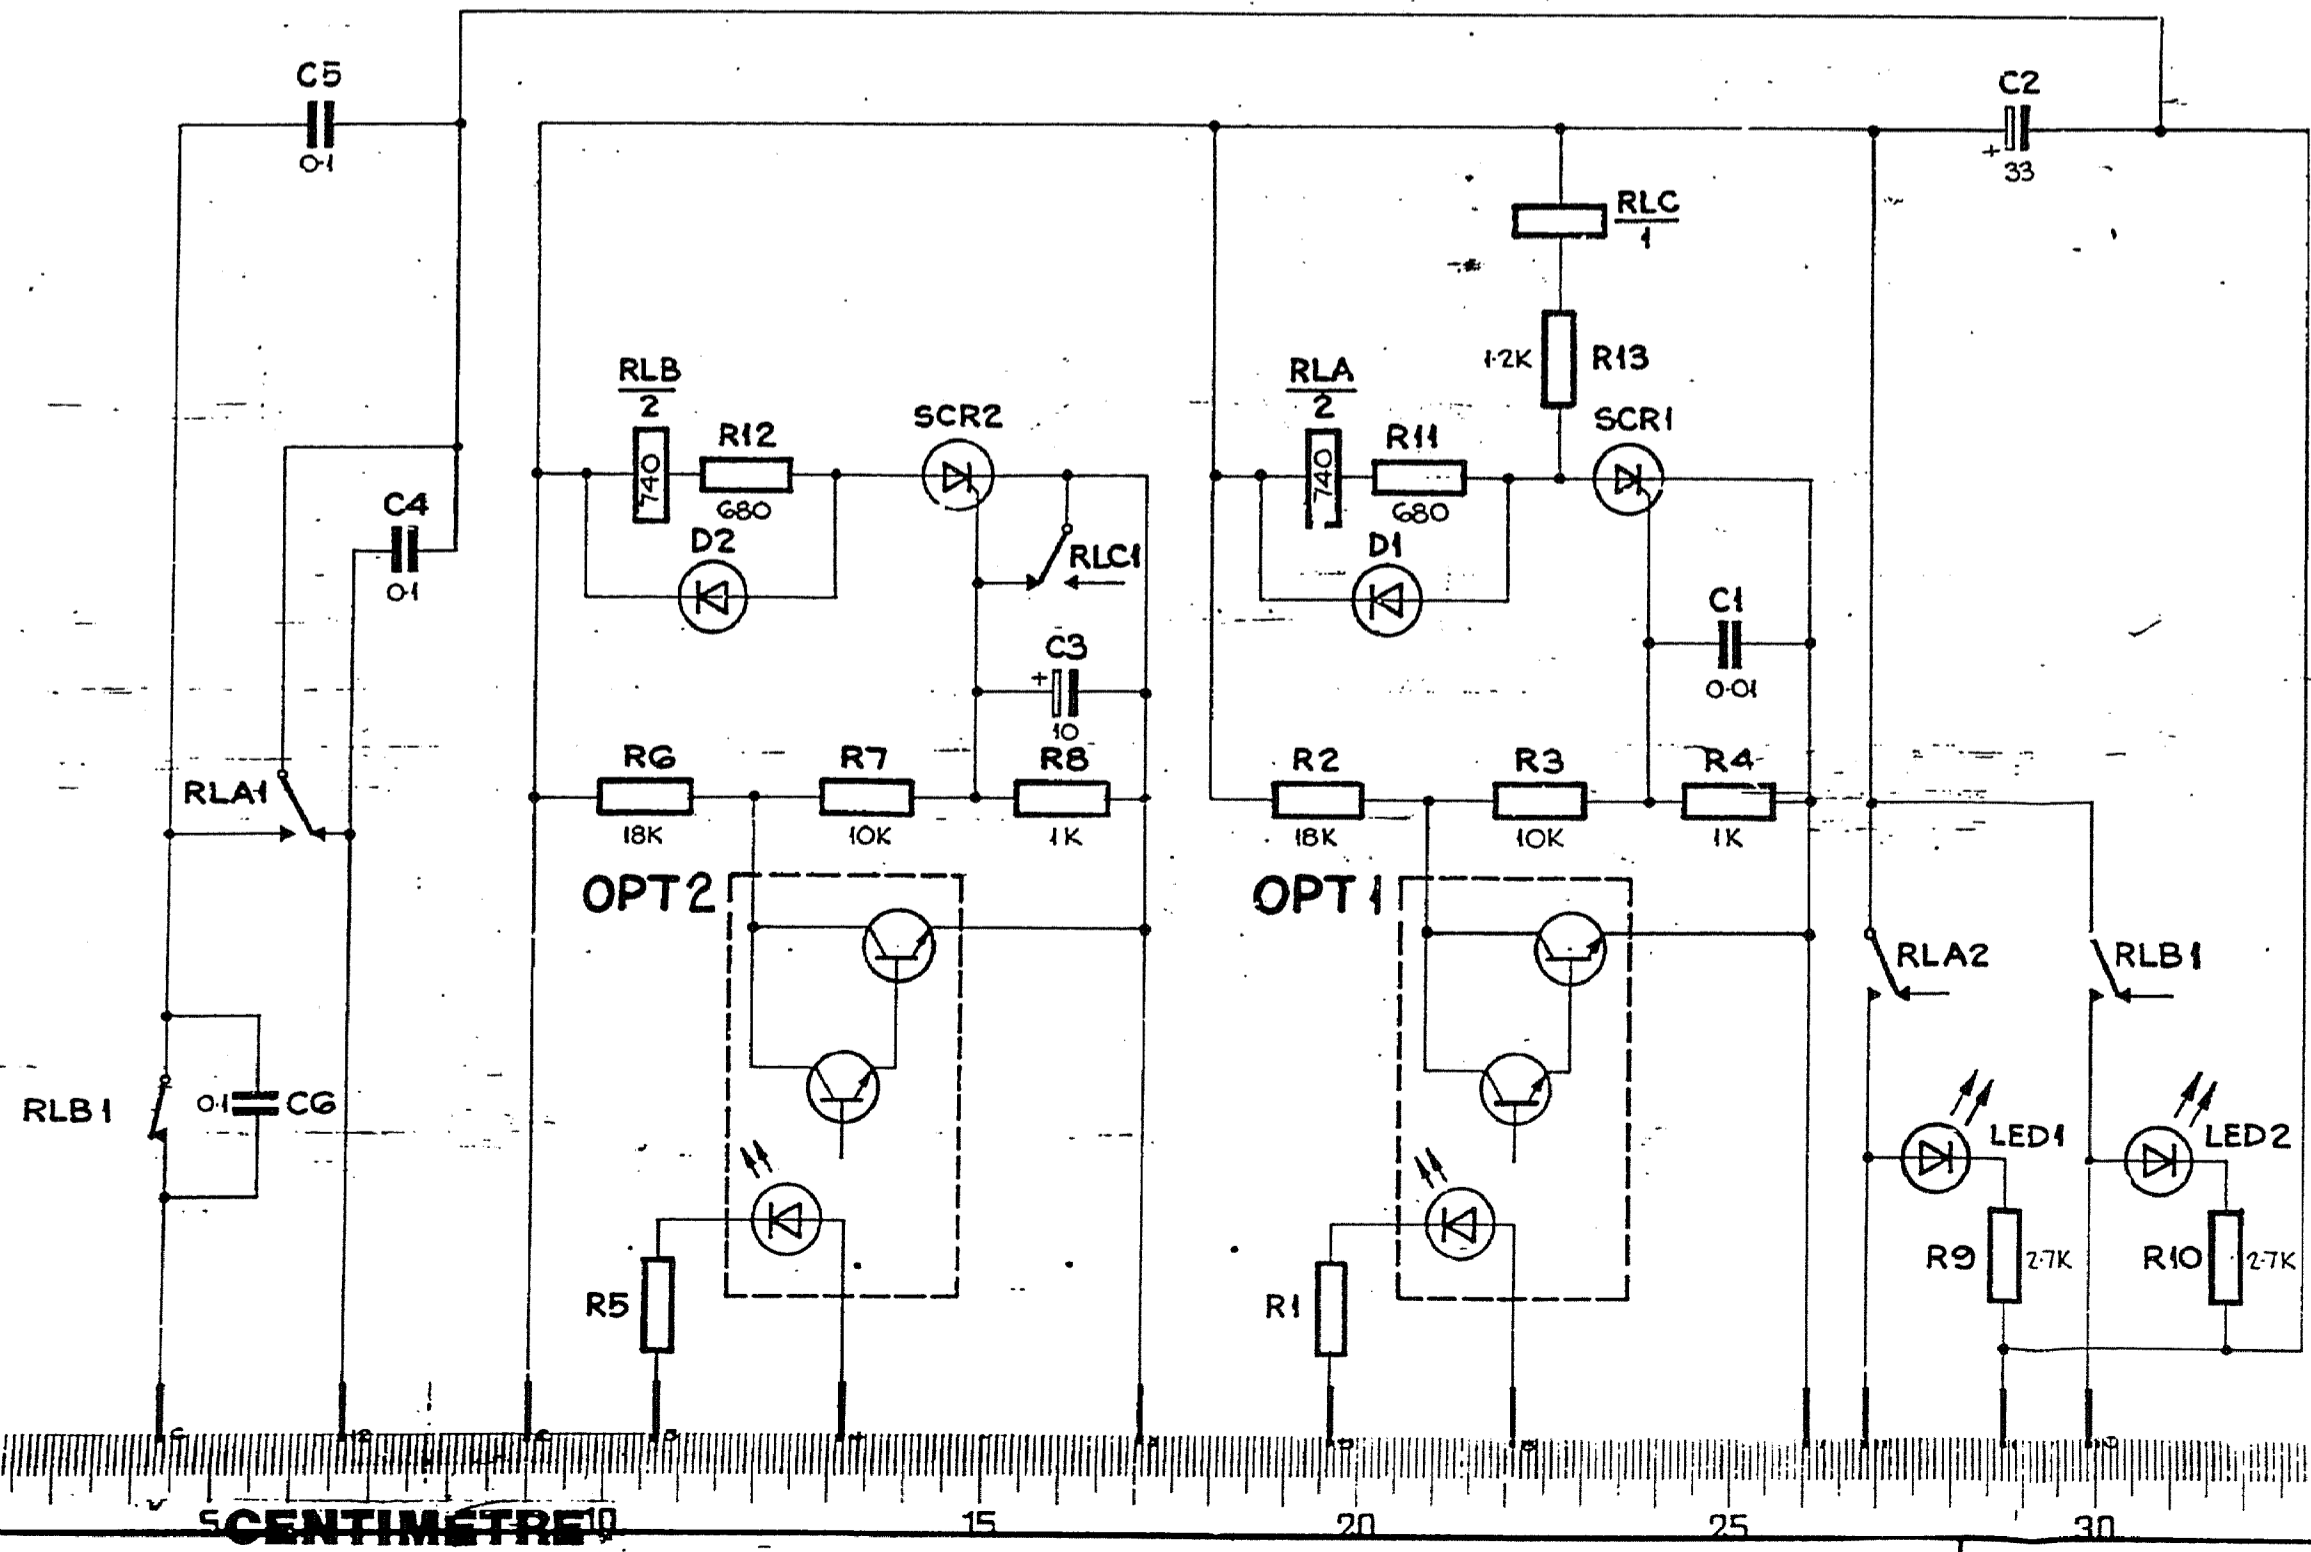 C5
0·1
C2
+
33
RLC
1
1·2K
R13
RLB
2
740
R12
680
SCR2
D2
RLC1
RLA
2
740
R11
680
SCR1
D1
C4
0·1
C3
+
10
C1
0·01
RLA1
R6
18K
R7
10K
R8
1K
R2
18K
R3
10K
R4
1K
OPT2
OPT1
RLA2
RLB1
RLB1
0·1
C6
LED1
LED2
R5
R1
R9
2·7K
R10
2·7K
5
CENTIMETRE
10
15
20
25
30